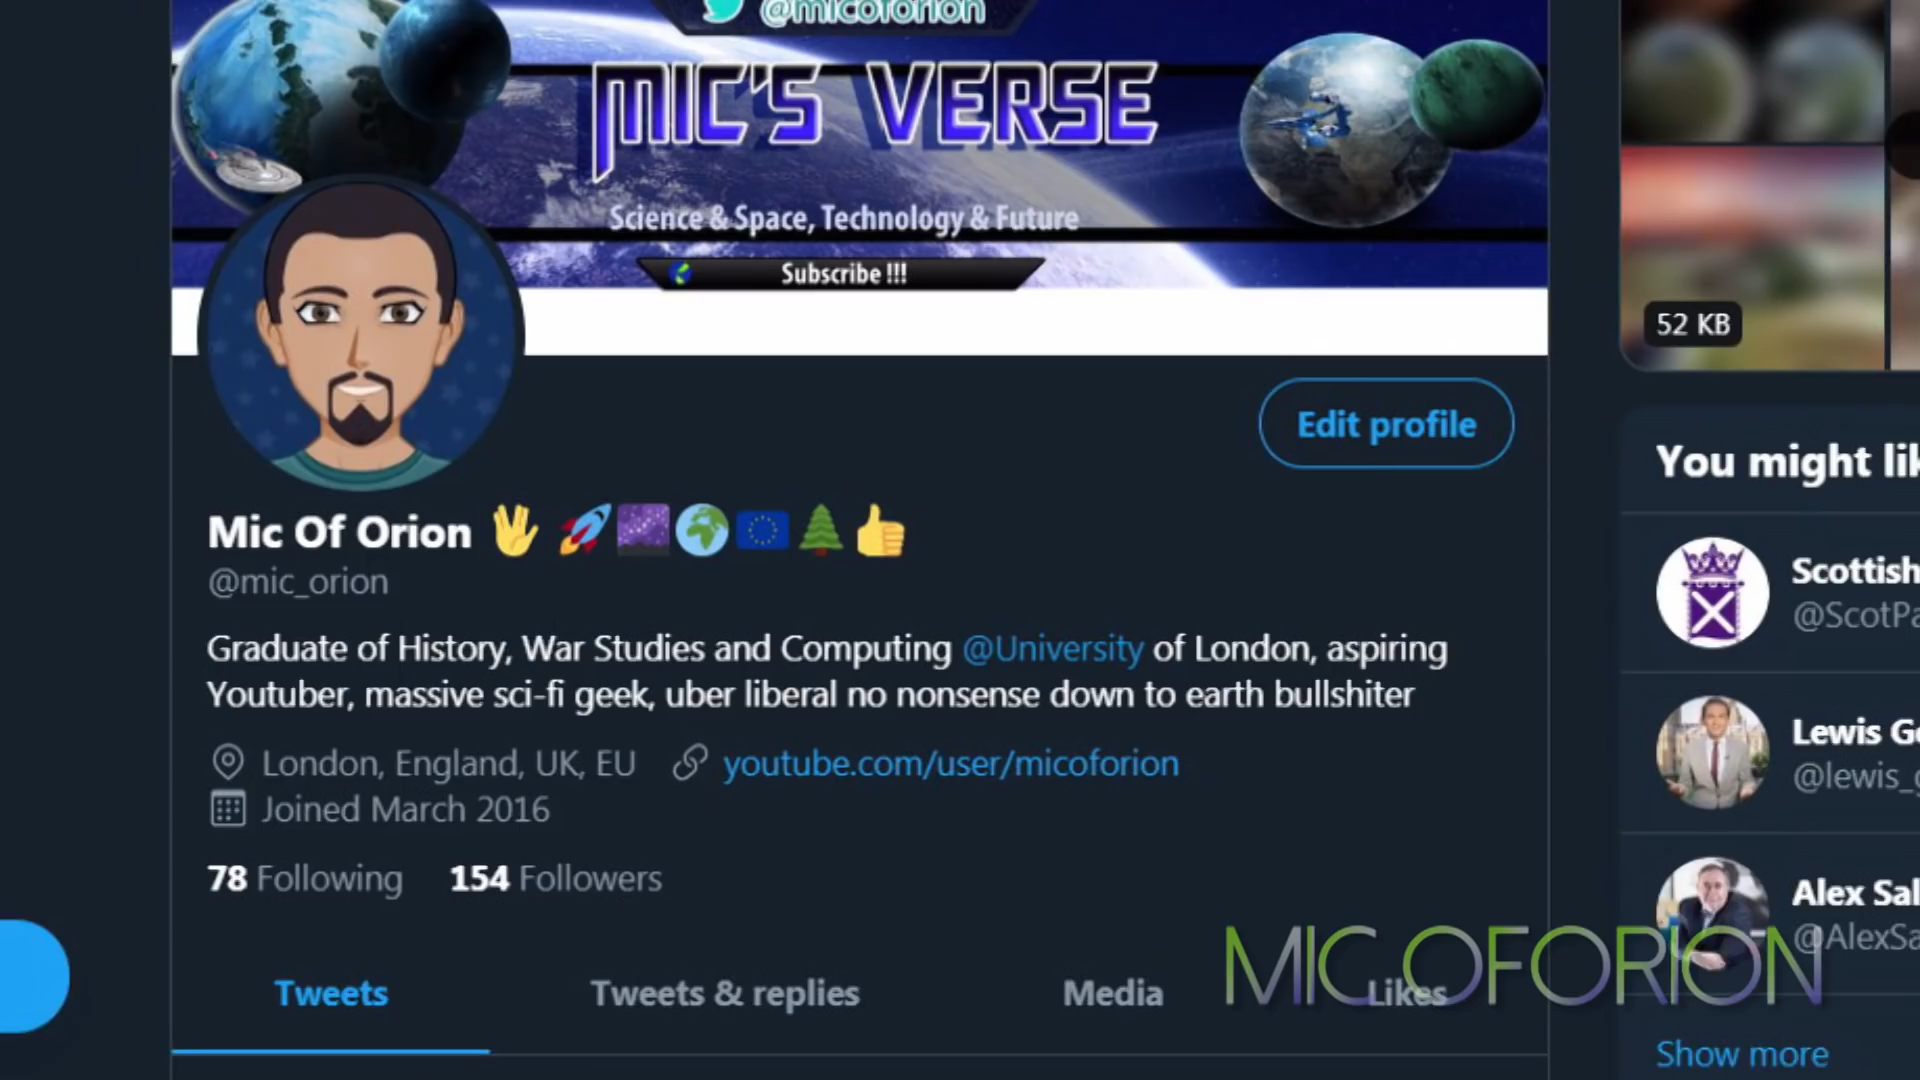 @micoforion
MIC'S VERSE
Science & Space, Technology & Future
Subscribe !!!
52 KB
Edit profile
You might lik
Mic Of Orion
@mic_orion
Graduate of History, War Studies and Computing @University of London, aspiring
Youtuber, massive sci-fi geek, uber liberal no nonsense down to earth bullshiter
London, England, UK, EU youtube.com/user/micoforion
Joined March 2016
78 Following 154 Followers
Scottish
@ScotPa
Lewis Go
@lewis_g
Alex Sal
@AlexSa
Tweets Tweets & replies Media Likes
MICOFORION
Show more